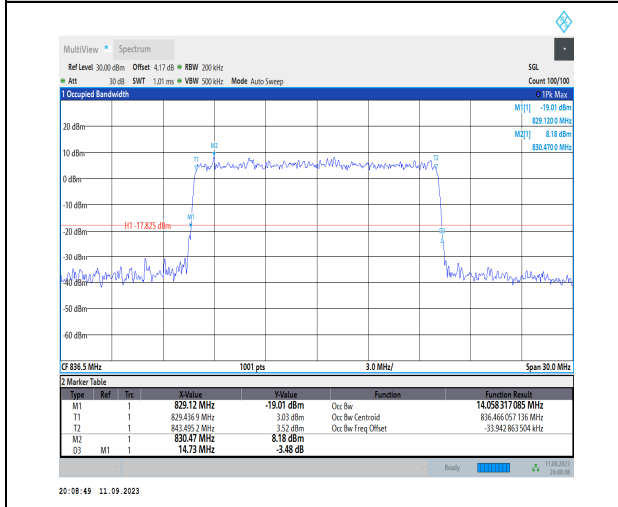 MultiView Spectrum
Ref Level 30.00 dBm Offset 4.17 dB RBW 200 kHz SGL
Att 30 dB SWT 1.01 ms VBW 500 kHz Mode Auto Sweep Count 100/100
1 Occupied Bandwidth 1Pk Max
M1[1] -19.01 dBm
829.1200 MHz
M2[1] 8.18 dBm
830.4700 MHz
20 dBm
M2
10 dBm
T1 T2
0 dBm
-10 dBm
M1
H1 -17.825 dBm
-20 dBm
D3
-30 dBm
-40 dBm
-50 dBm
-60 dBm
CF 836.5 MHz 1001 pts 3.0 MHz/ Span 30.0 MHz
2 Marker Table
Type Ref Trc X-Value Y-Value Function Function Result
M1 1 829.12 MHz -19.01 dBm Occ Bw 14.058 317 085 MHz
T1 1 829.436 9 MHz 3.03 dBm Occ Bw Centroid 836.466 057 136 MHz
T2 1 843.495 2 MHz 3.52 dBm Occ Bw Freq Offset -33.942 863 504 kHz
M2 1 830.47 MHz 8.18 dBm
D3 M1 1 14.73 MHz -3.48 dB
Ready 11.09.2023
20:08:48
20:08:49 11.09.2023